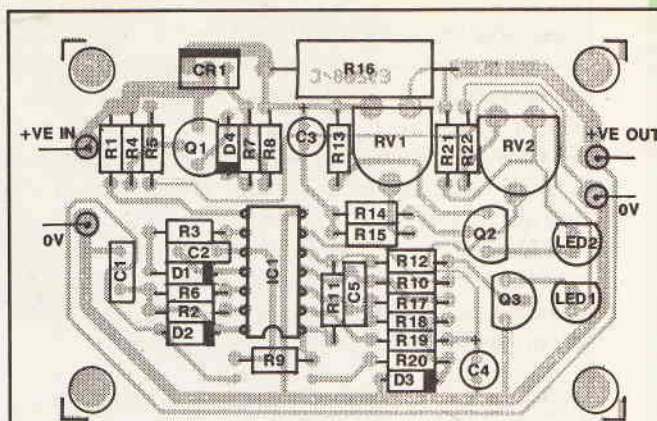 CR1
R16
+VE IN
R1
R4
R5
Q1
D4
R7
R8
+
C3
R13
RV1
R21
R22
RV2
+VE OUT
0V
0V
R3
C2
IC1
R14
R15
Q2
LED2
C1
D1
R6
R2
D2
R11
C5
R12
R10
R17
R18
R19
R20
D3
Q3
LED1
+
C4
R9